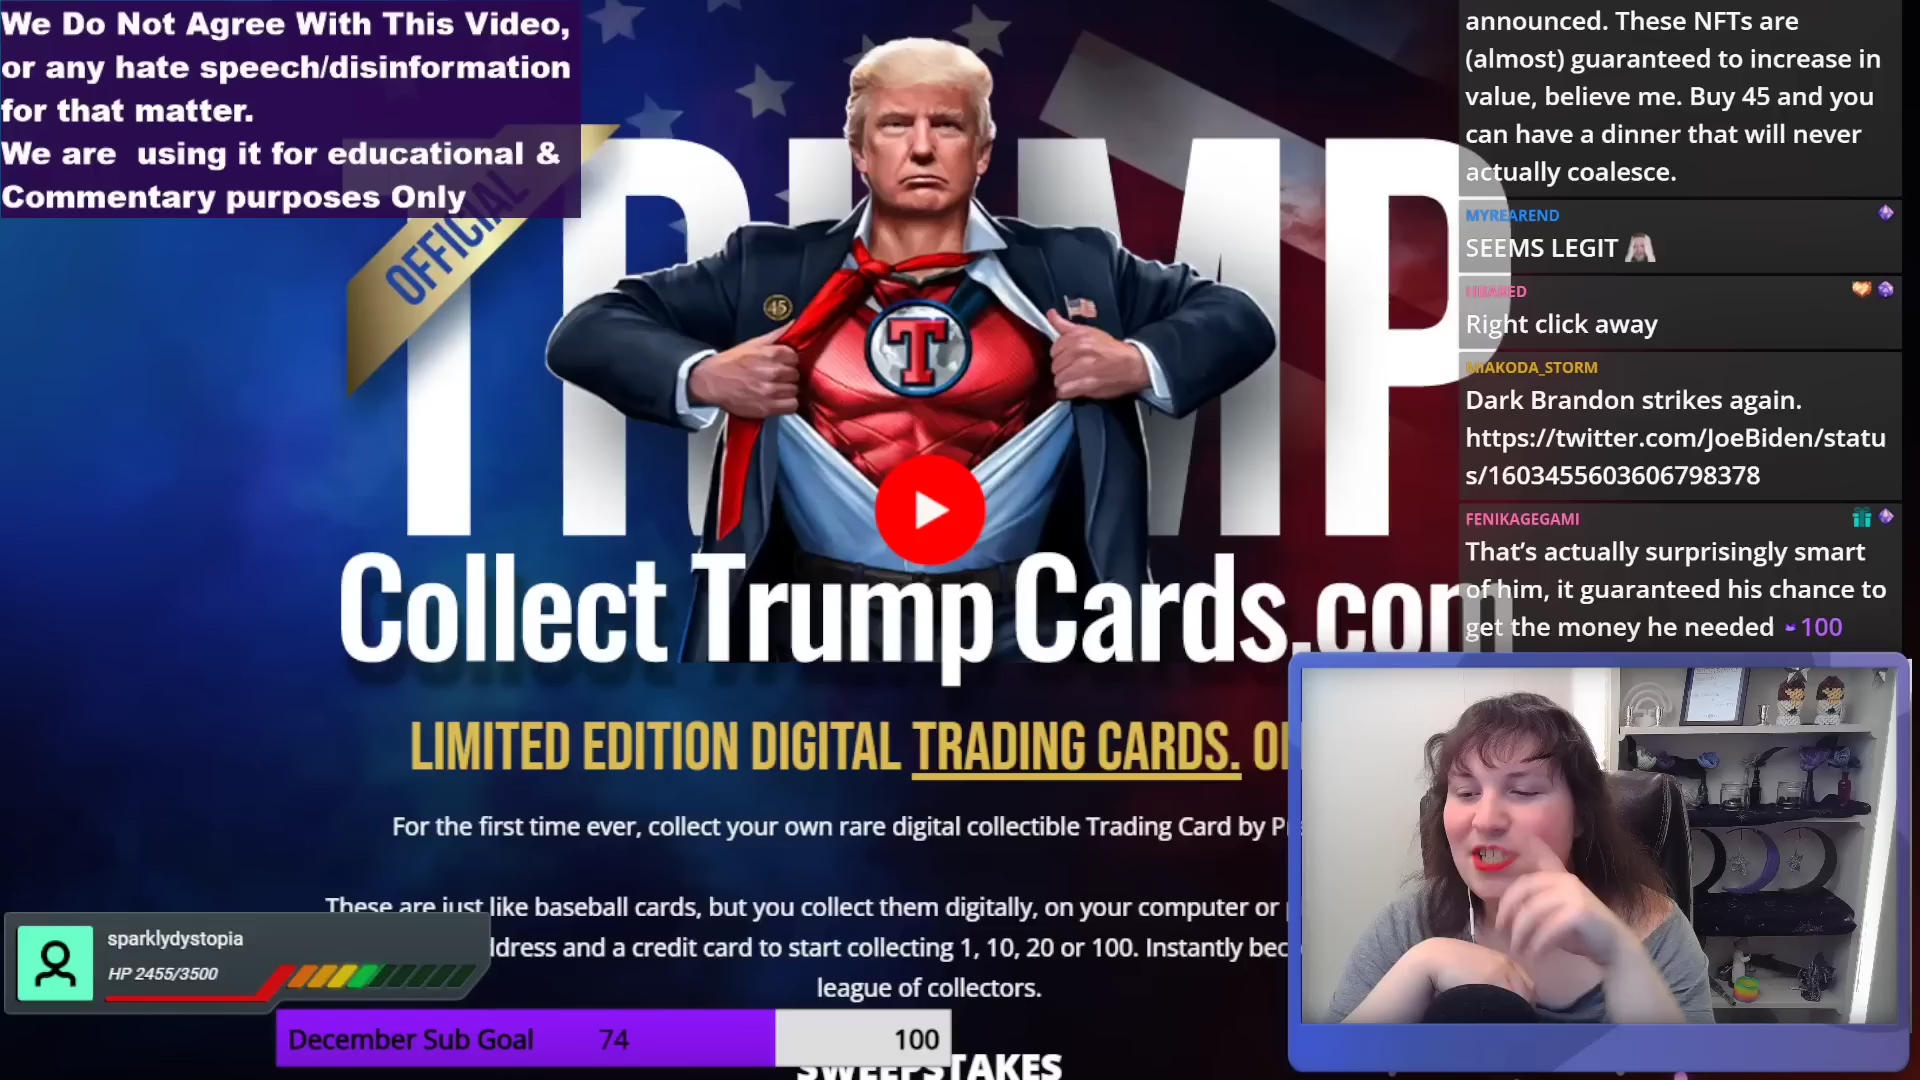 We Do Not Agree With This Video,
or any hate speech/disinformation
for that matter.
We are using it for educational &
Commentary purposes Only
OFFICIAL
TRUMP
45
T
Collect Trump Cards.com
LIMITED EDITION DIGITAL TRADING CARDS.
For the first time ever, collect your own rare digital collectible Trading Card by
These are just like baseball cards, but you collect them digitally, on your computer or
and a credit card to start collecting 1, 10, 20 or 100. Instantly
league of collectors.
SWEEPSTAKES
sparklydystopia
HP 2455/3500
December Sub Goal 74 100
announced. These NFTs are
(almost) guaranteed to increase in
value, believe me. Buy 45 and you
can have a dinner that will never
actually coalesce.
MYREAREND
SEEMS LEGIT
Right click away
MIAKODA_STORM
Dark Brandon strikes again.
https://twitter.com/JoeBiden/statu
s/1603455603606798378
FENIKAGEGAMI
That's actually surprisingly smart
of him, it guaranteed his chance to
get the money he needed 100